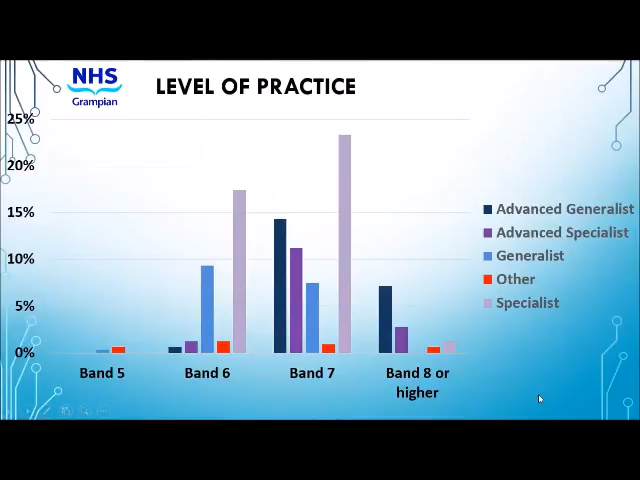 NHS
Grampian
LEVEL OF PRACTICE
25%
20%
15%
10%
5%
0%
Band 5
Band 6
Band 7
Band 8 or
higher
Advanced Generalist
Advanced Specialist
Generalist
Other
Specialist